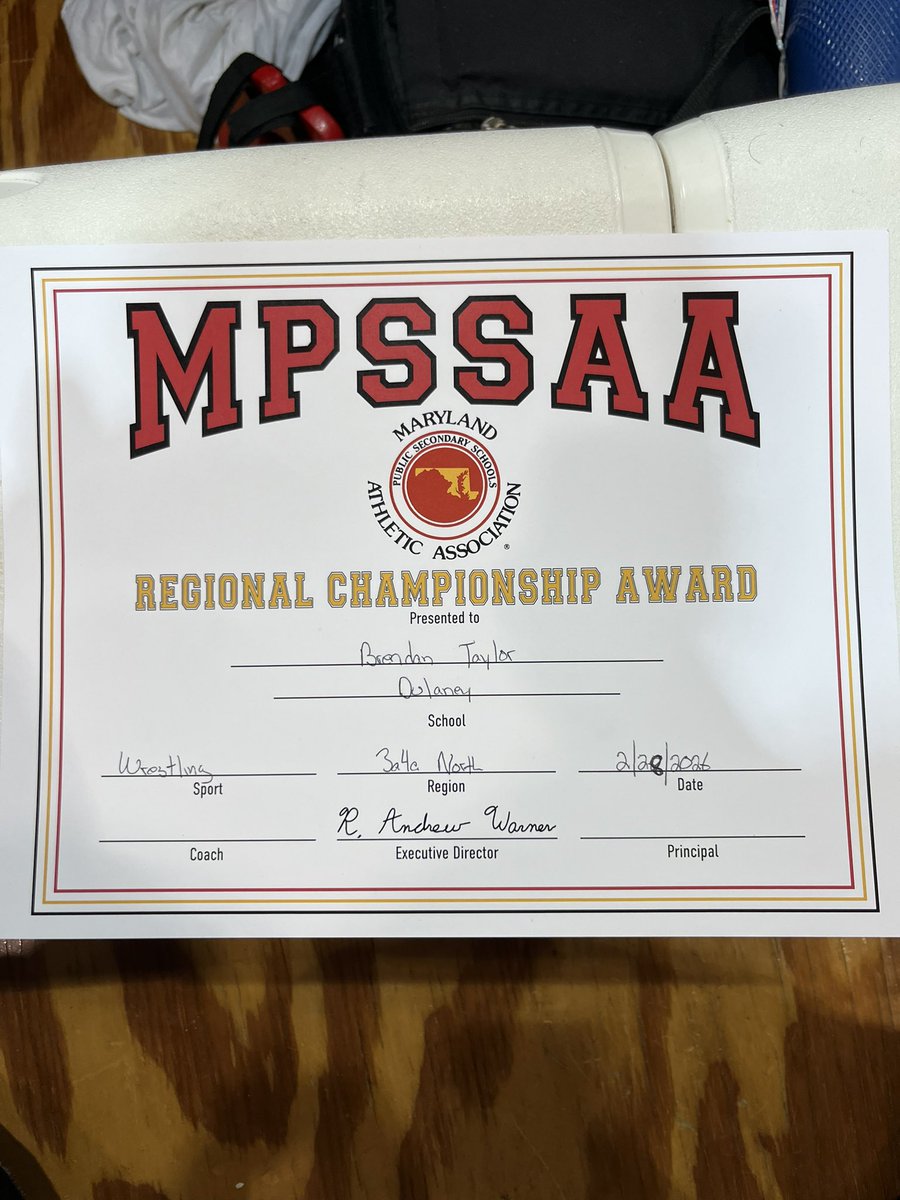 MPSSAA
MARYLAND
PUBLIC SECONDARY SCHOOLS
ATHLETIC ASSOCIATION ®
REGIONAL CHAMPIONSHIP AWARD
Presented to
Brendan Taylor
Dulaney
School
Wrestling 3a4a North 2/28/2026
Sport Region Date
R. Andrew Warner
Coach Executive Director Principal